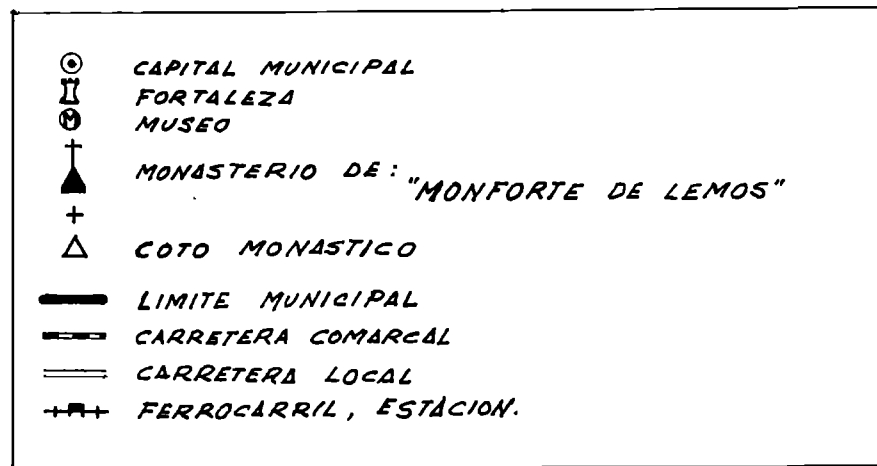 CAPITAL MUNICIPAL
FORTALEZA
M MUSEO
MONASTERIO DE: "MONFORTE DE LEMOS"
COTO MONASTICO
LIMITE MUNICIPAL
CARRETERA COMARCAL
CARRETERA LOCAL
FERROCARRIL, ESTACION.